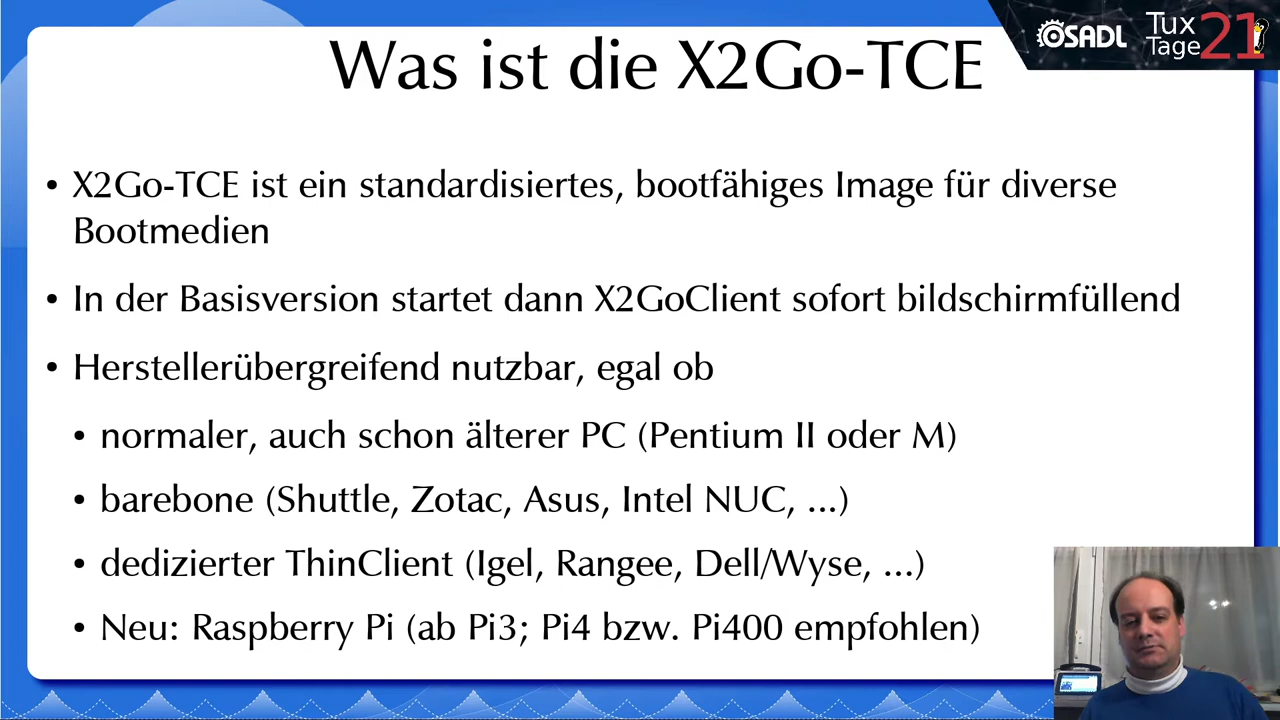 OSADL
Tux
Tage
21
Was ist die X2Go-TCE
• X2Go-TCE ist ein standardisiertes, bootfähiges Image für diverse
Bootmedien
• In der Basisversion startet dann X2GoClient sofort bildschirmfüllend
• Herstellerübergreifend nutzbar, egal ob
• normaler, auch schon älterer PC (Pentium II oder M)
• barebone (Shuttle, Zotac, Asus, Intel NUC, ...)
• dedizierter ThinClient (Igel, Rangee, Dell/Wyse, ...)
• Neu: Raspberry Pi (ab Pi3; Pi4 bzw. Pi400 empfohlen)